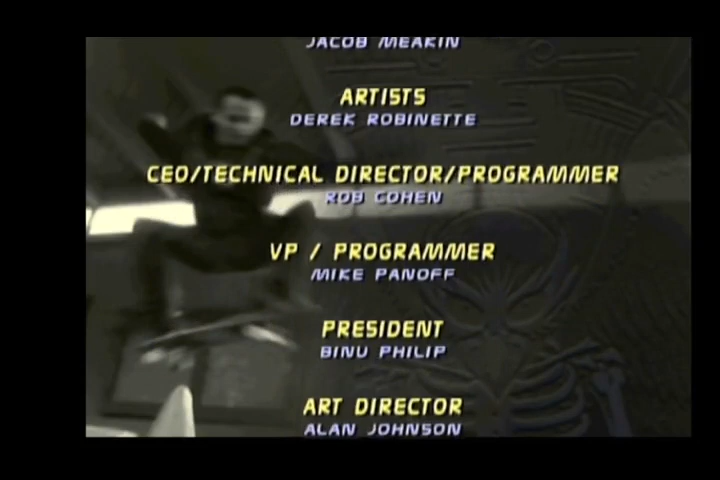 JACOB MEAKIN
ARTISTS
DEREK ROBINETTE
CEO/TECHNICAL DIRECTOR/PROGRAMMER
ROB COHEN
VP / PROGRAMMER
MIKE PANOFF
PRESIDENT
BINU PHILIP
ART DIRECTOR
ALAN JOHNSON